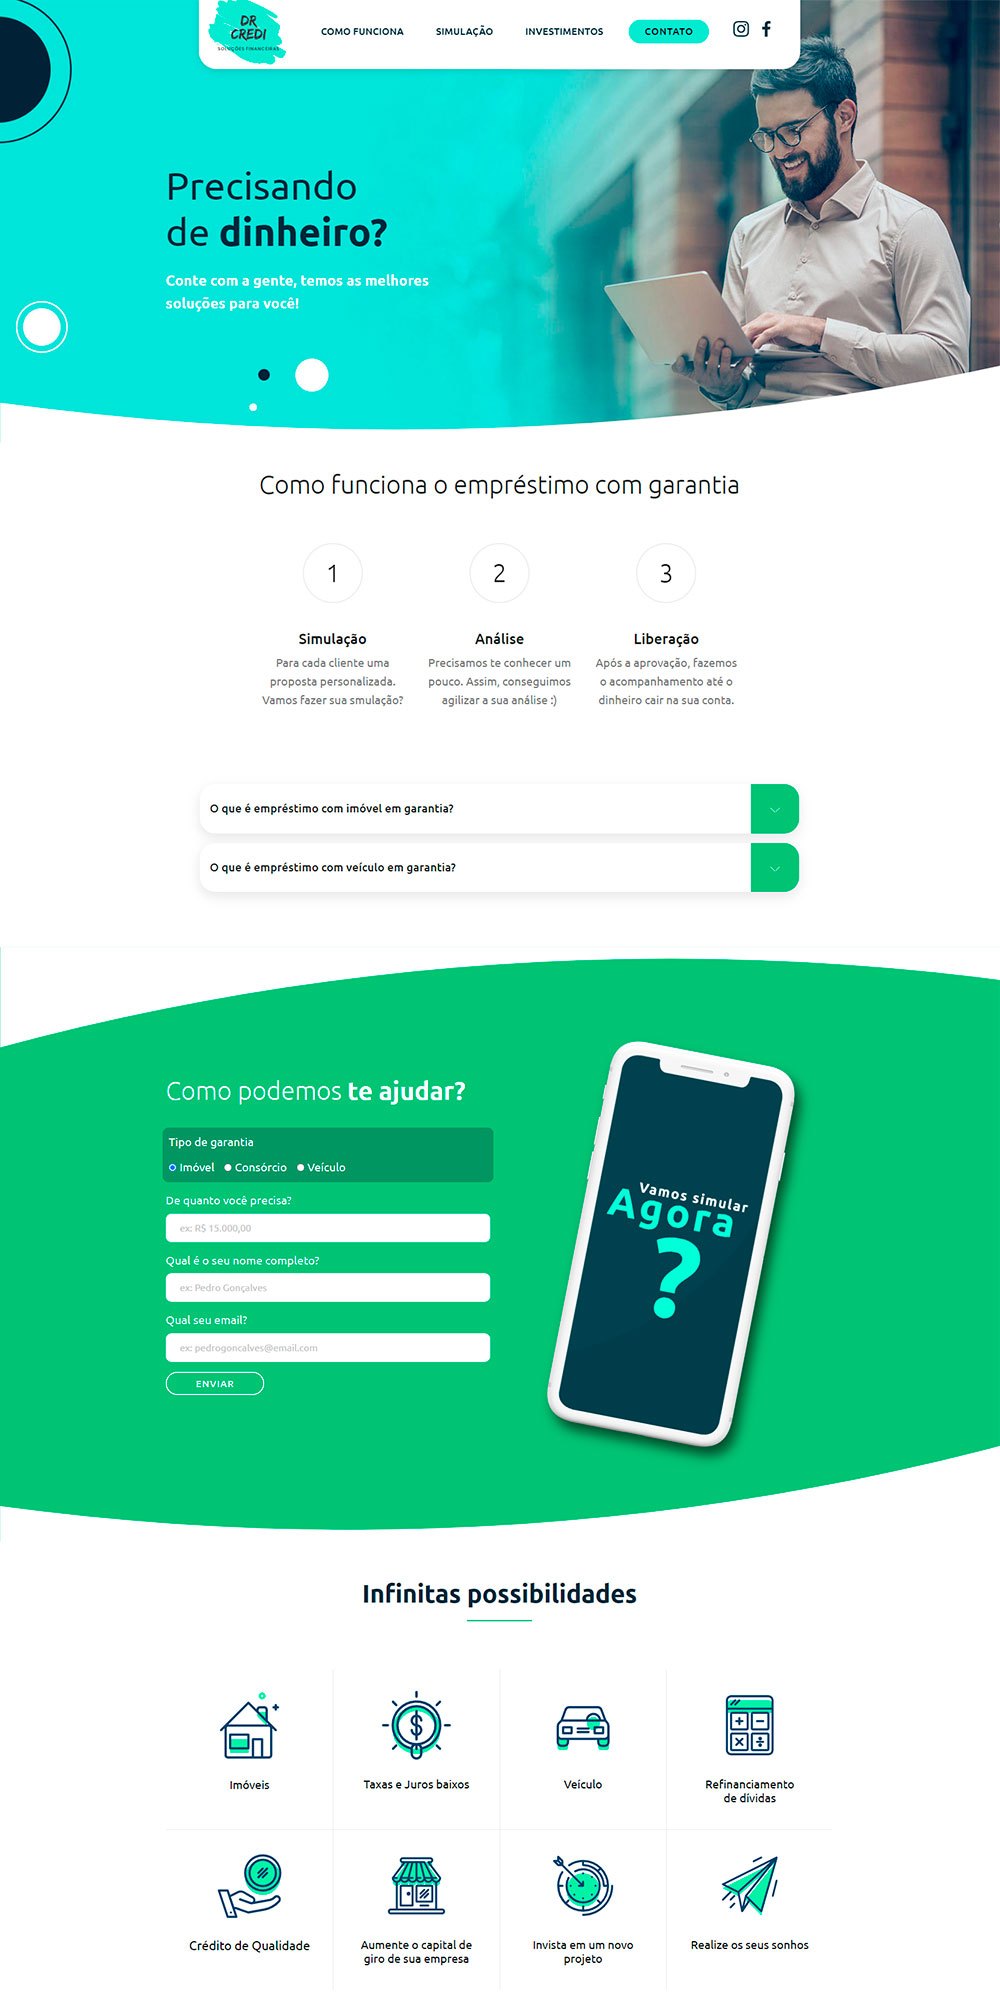 DR
CREDI
SOLUÇÕES FINANCEIRAS
COMO FUNCIONA
SIMULAÇÃO
INVESTIMENTOS
CONTATO
Precisando
de dinheiro?
Conte com a gente, temos as melhores
soluções para você!
Como funciona o empréstimo com garantia
1
2
3
Simulação
Para cada cliente uma
proposta personalizada.
Vamos fazer sua smulação?
Análise
Precisamos te conhecer um
pouco. Assim, conseguimos
agilizar a sua análise :)
Liberação
Após a aprovação, fazemos
o acompanhamento até o
dinheiro cair na sua conta.
O que é empréstimo com imóvel em garantia?
O que é empréstimo com veículo em garantia?
Como podemos te ajudar?
Tipo de garantia
Imóvel Consórcio Veículo
De quanto você precisa?
ex: R$ 15.000,00
Qual é o seu nome completo?
ex: Pedro Gonçalves
Qual seu email?
ex: pedrogoncalves@email.com
ENVIAR
Vamos simular
Agora
?
Infinitas possibilidades
Imóveis
Taxas e Juros baixos
Veículo
Refinanciamento
de dívidas
Crédito de Qualidade
Aumente o capital de
giro de sua empresa
Invista em um novo
projeto
Realize os seus sonhos